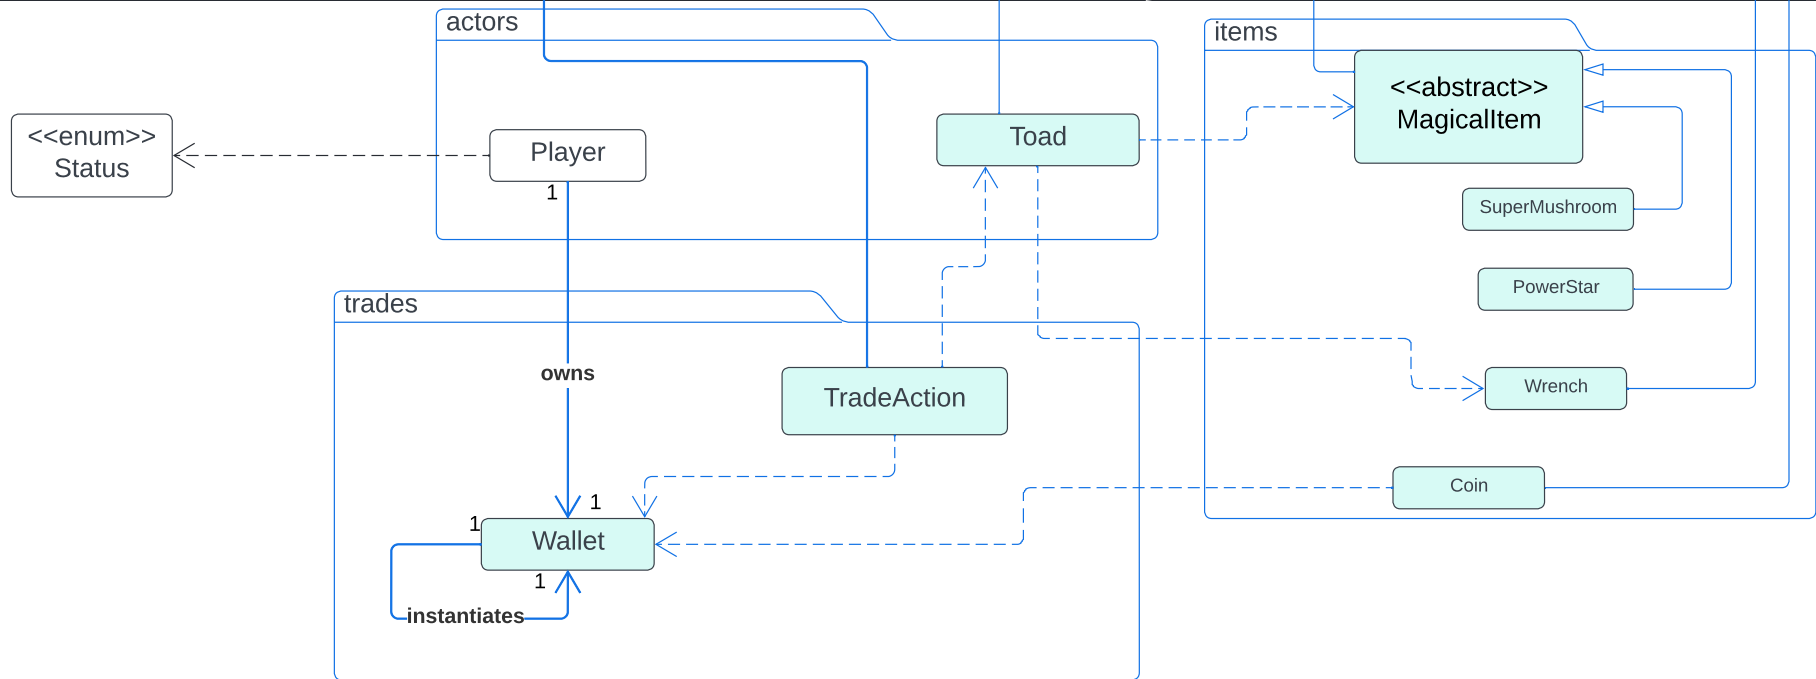 actors
items
<<abstract>>
MagicalItem
<<enum>>
Status
Player
Toad
1
SuperMushroom
PowerStar
trades
owns
TradeAction
Wrench
Coin
1
1
Wallet
1
instantiates